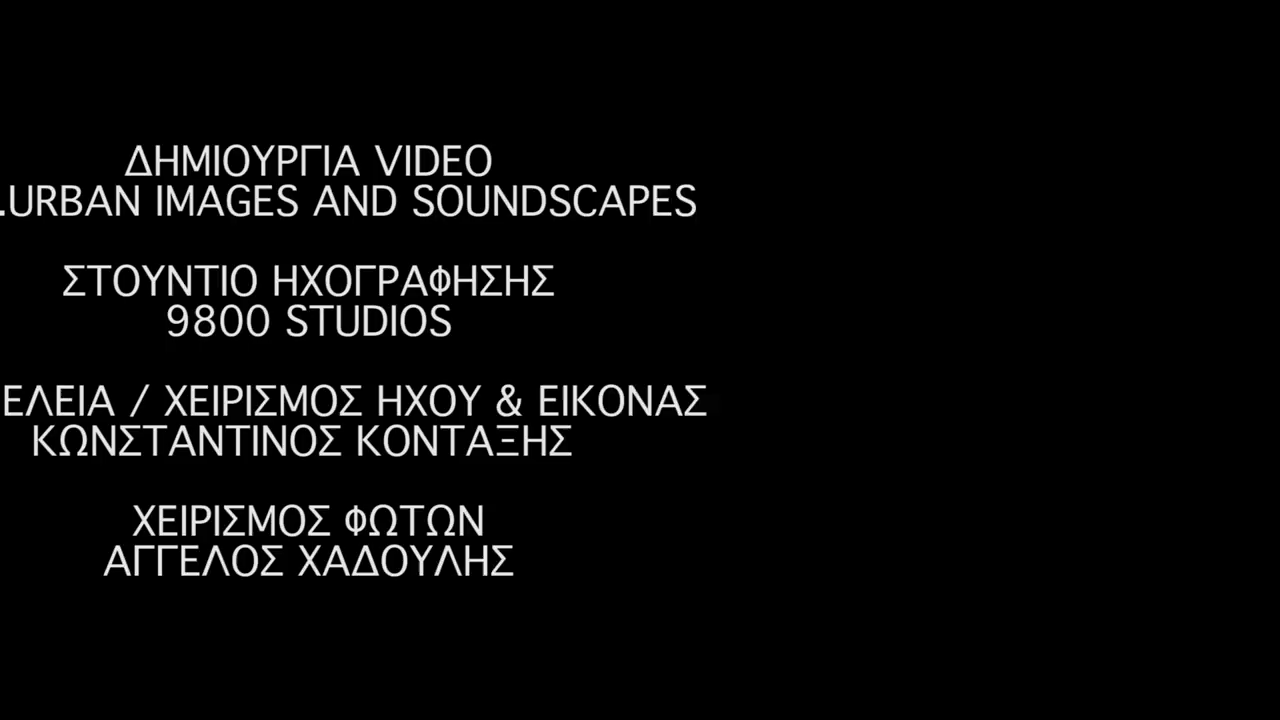 ΔΗΜΙΟΥΡΓΙΑ VIDEO
.URBAN IMAGES AND SOUNDSCAPES
ΣΤΟΥΝΤΙΟ ΗΧΟΓΡΑΦΗΣΗΣ
9800 STUDIOS
ΕΛΕΙΑ / ΧΕΙΡΙΣΜΟΣ ΗΧΟΥ & ΕΙΚΟΝΑΣ
ΚΩΝΣΤΑΝΤΙΝΟΣ ΚΟΝΤΑΞΗΣ
ΧΕΙΡΙΣΜΟΣ ΦΩΤΩΝ
ΑΓΓΕΛΟΣ ΧΑΔΟΥΛΗΣ